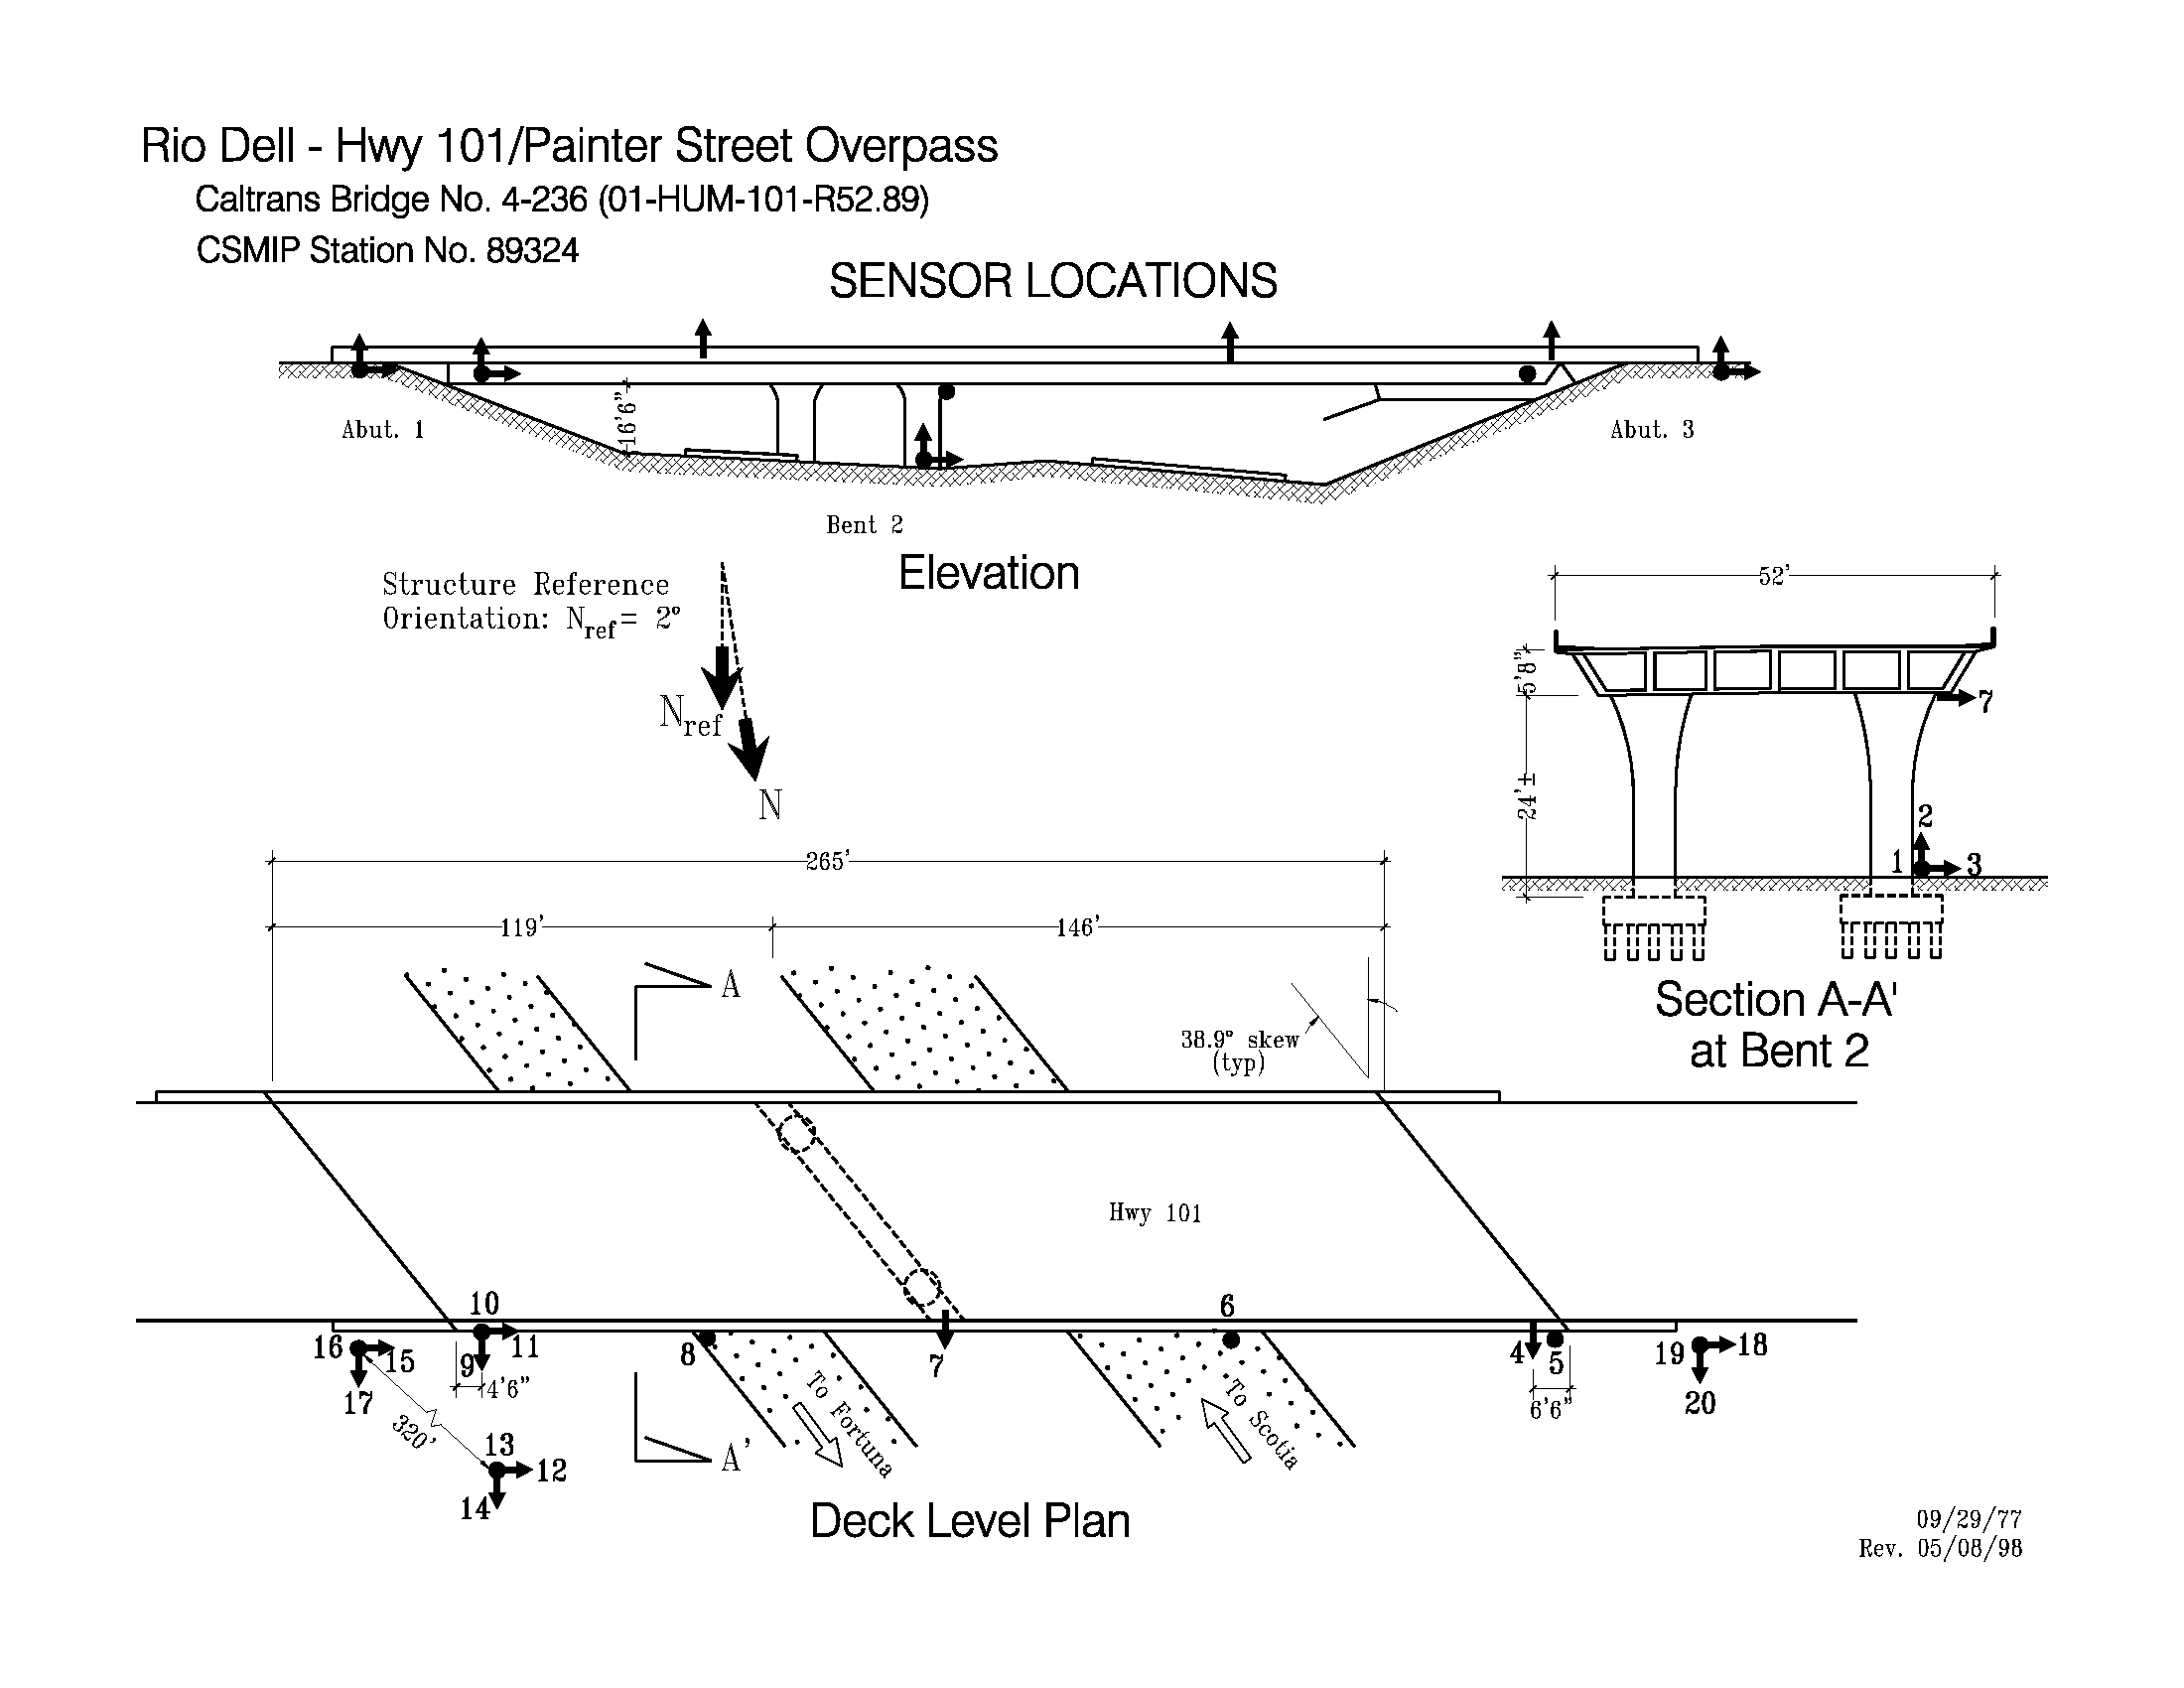 Rio Dell - Hwy 101/Painter Street Overpass
Caltrans Bridge No. 4-236 (01-HUM-101-R52.89)
CSMIP Station No. 89324
SENSOR LOCATIONS
16'6"
Abut. 1
Abut. 3
Bent 2
Elevation
Structure Reference
Orientation: Nref= 2°
Nref
N
52'
5'8"
7
24'±
2
1
3
Section A-A'
at Bent 2
265'
119'
146'
A
38.9° skew
(typ)
Hwy 101
10
6
16
15
9
11
8
7
4
5
19
18
17
4'6"
6'6"
20
320'
13
12
14
A'
To Fortuna
To Scotia
Deck Level Plan
09/29/77
Rev. 05/08/98